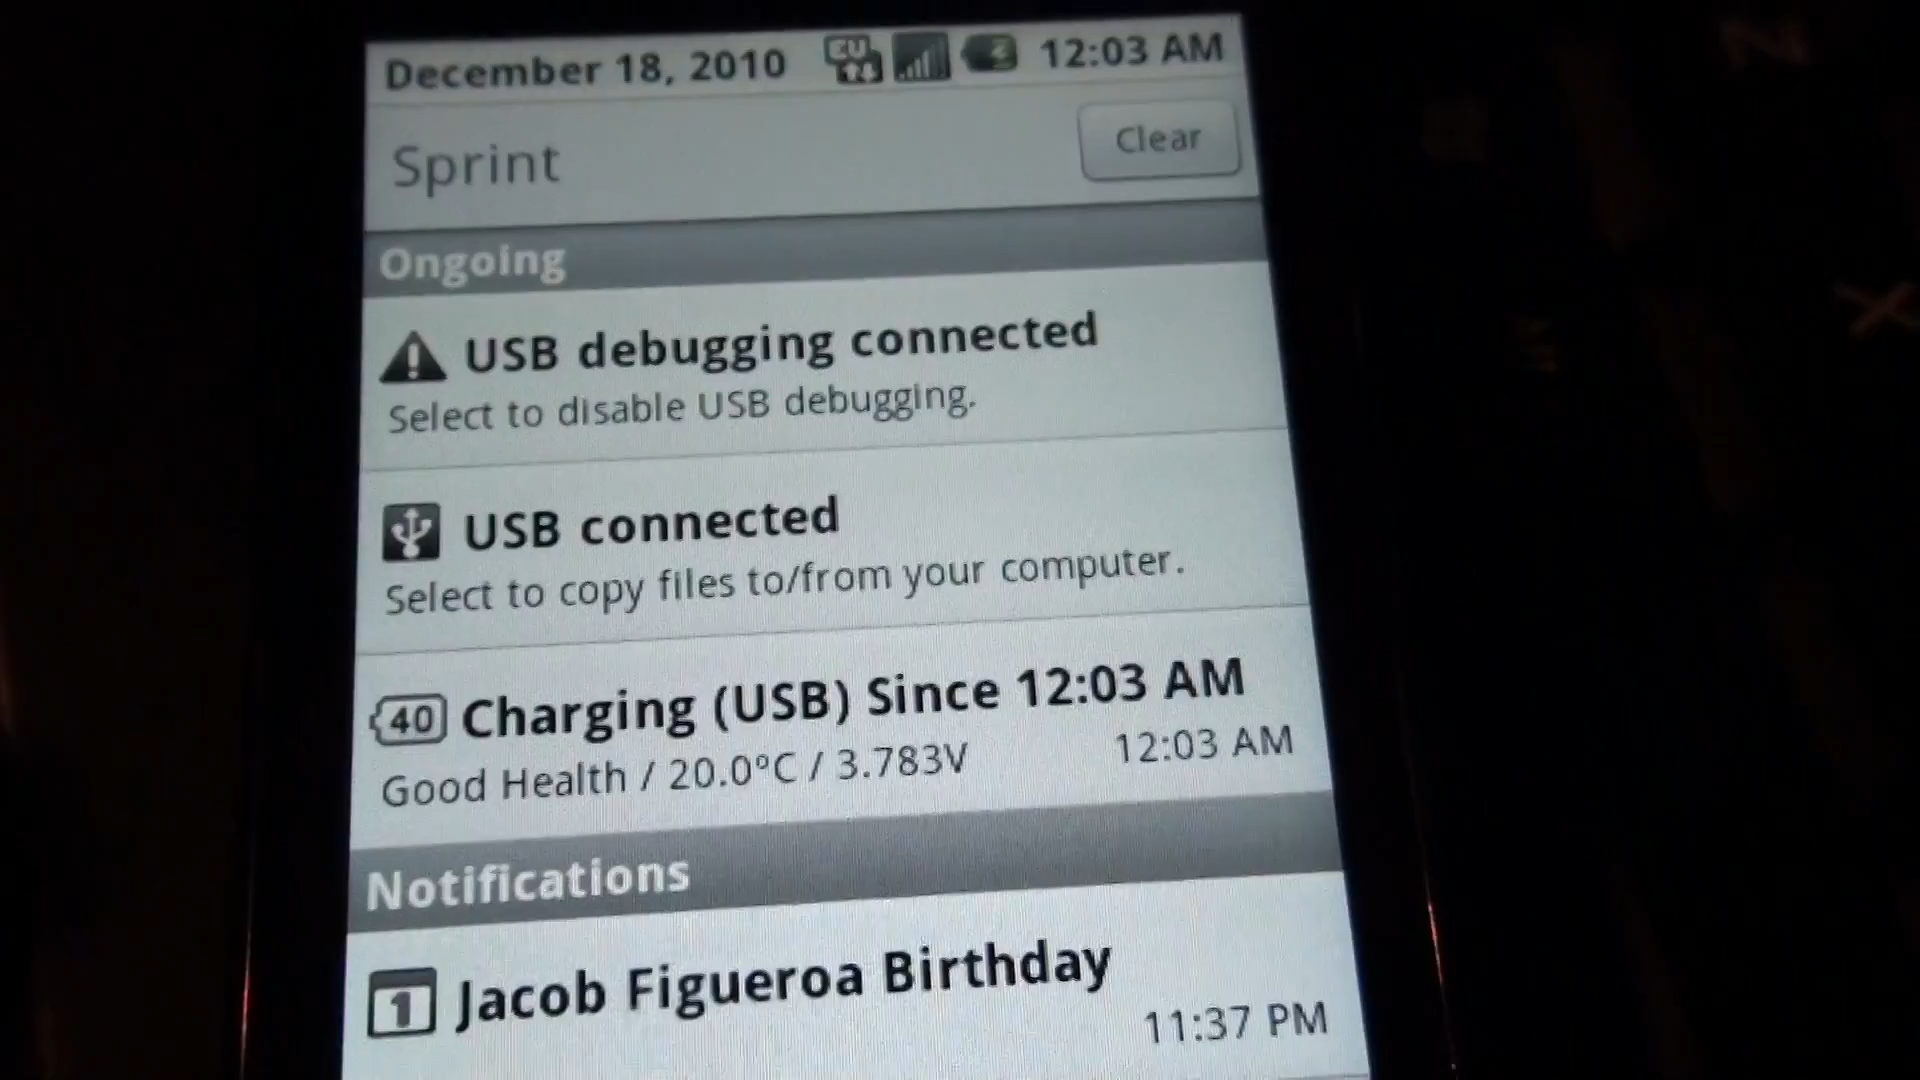 December 18, 2010 12:03 AM
Sprint Clear
Ongoing
USB debugging connected
Select to disable USB debugging.
USB connected
Select to copy files to/from your computer.
40 Charging (USB) Since 12:03 AM
Good Health / 20.0°C / 3.783V 12:03 AM
Notifications
1 Jacob Figueroa Birthday
11:37 PM